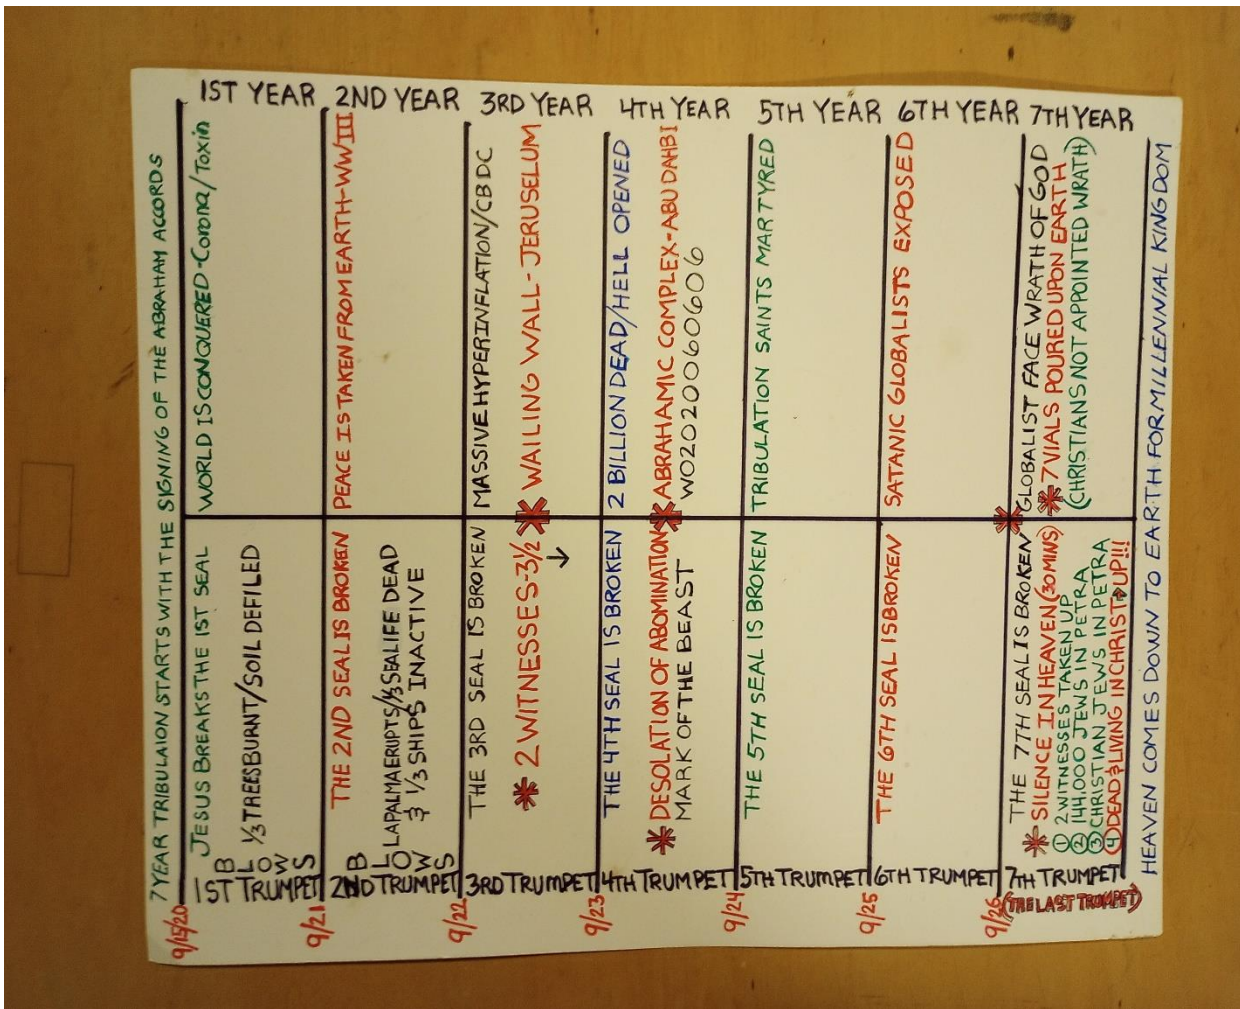 1ST YEAR
2ND YEAR
3RD YEAR
4TH YEAR
5TH YEAR
6TH YEAR
7TH YEAR
7 YEAR TRIBULAION STARTS WITH THE SIGNING OF THE ABRAHAM ACCORDS
JESUS BREAKS THE 1ST SEAL
WORLD IS CONQUERED-Corona/Toxin
1/3 TREES BURNT/SOIL DEFILED
BLOWS
1ST TRUMPET
9/15/20
THE 2ND SEAL IS BROKEN
PEACE IS TAKEN FROM EARTH-WWIII
LAPALMA ERUPTS/1/3 SEALIFE DEAD
& 1/3 SHIPS INACTIVE
BLOWS
2ND TRUMPET
9/21
THE 3RD SEAL IS BROKEN
MASSIVE HYPERINFLATION/CBDC
* 2 WITNESSES-3½ * WAILING WALL-JERUSELUM
↓
3RD TRUMPET
9/22
THE 4TH SEAL IS BROKEN
2 BILLION DEAD/HELL OPENED
* DESOLATION OF ABOMINATION * ABRAHAMIC COMPLEX-ABU DAHBI
MARK OF THE BEAST
WO2020060606
4TH TRUMPET
9/23
THE 5TH SEAL IS BROKEN
TRIBULATION SAINTS MARTYRED
5TH TRUMPET
9/24
THE 6TH SEAL IS BROKEN
SATANIC GLOBALISTS EXPOSED
6TH TRUMPET
9/25
THE 7TH SEAL IS BROKEN * GLOBALIST FACE WRATH OF GOD
* SILENCE IN HEAVEN (30 MINS) * 7 VIALS POURED UPON EARTH
(CHRISTIANS NOT APPOINTED WRATH)
① 2 WITNESSES TAKEN UP
② 144,000 JEWS IN PETRA
③ CHRISTIAN JEWS IN PETRA
④ DEAD & LIVING IN CHRIST → UP!!!
7TH TRUMPET
(THE LAST TRUMPET)
9/26
HEAVEN COMES DOWN TO EARTH FOR MILLENNIAL KINGDOM